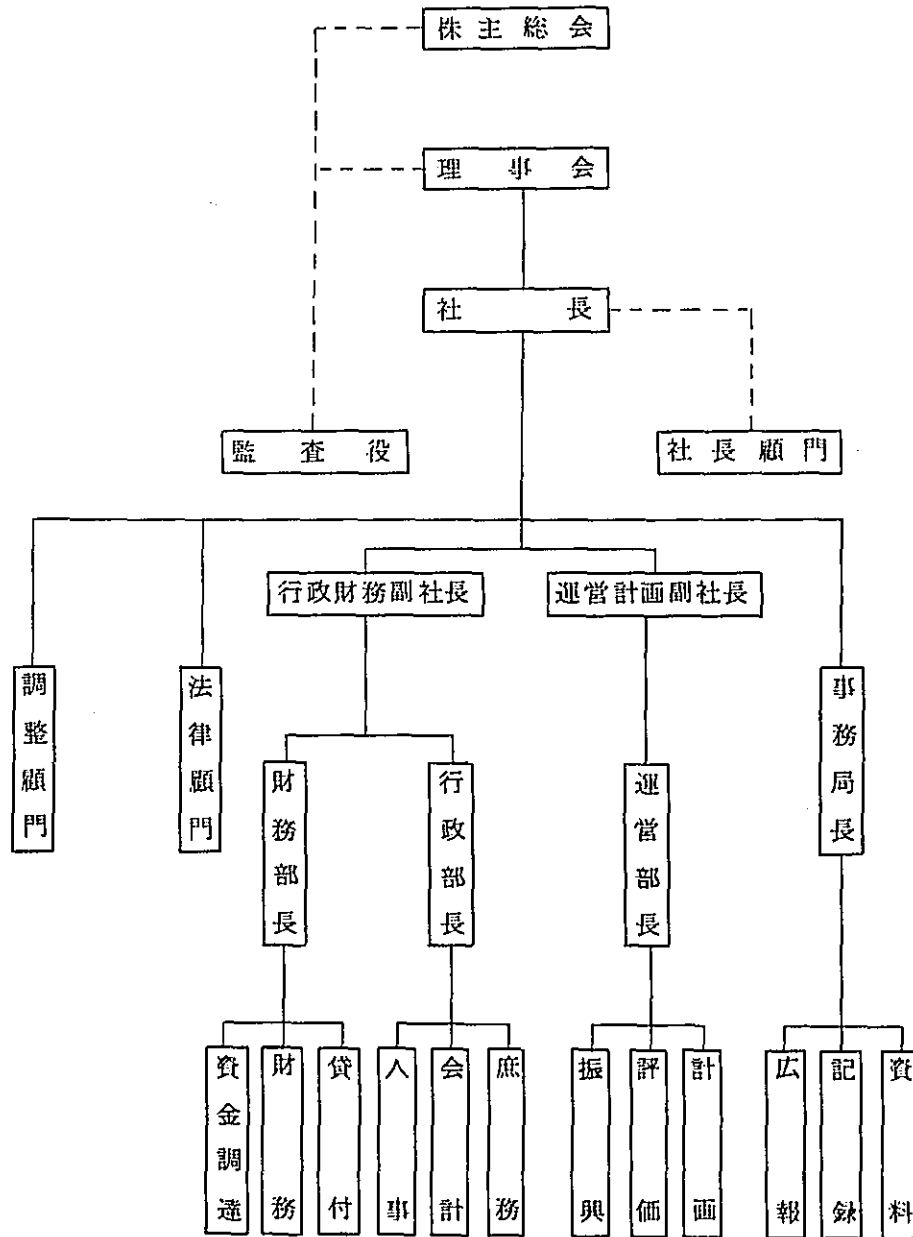 株主総会
理事会
社長
監査役
社長顧門
行政財務副社長
運営計画副社長
調整顧門
法律顧門
事務局長
財務部長
行政部長
運営部長
資金調達
財務
貸付
人事
会計
庶務
振興
評価
計画
広報
記録
資料